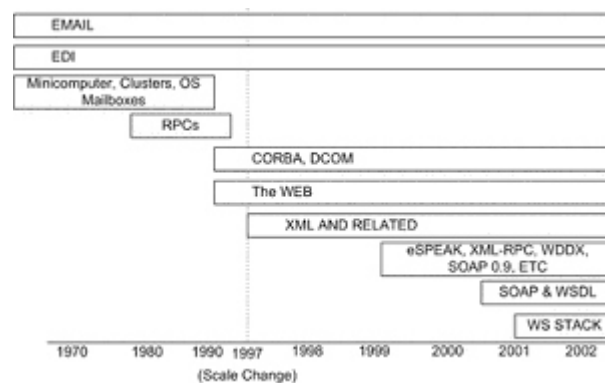 EMAIL
EDI
Minicomputer, Clusters, OS
Mailboxes
RPCs
CORBA, DCOM
The WEB
XML AND RELATED
eSPEAK, XML-RPC, WDDX,
SOAP 0.9, ETC
SOAP & WSDL
WS STACK
1970 1980 1990 1997 1998 1999 2000 2001 2002
(Scale Change)